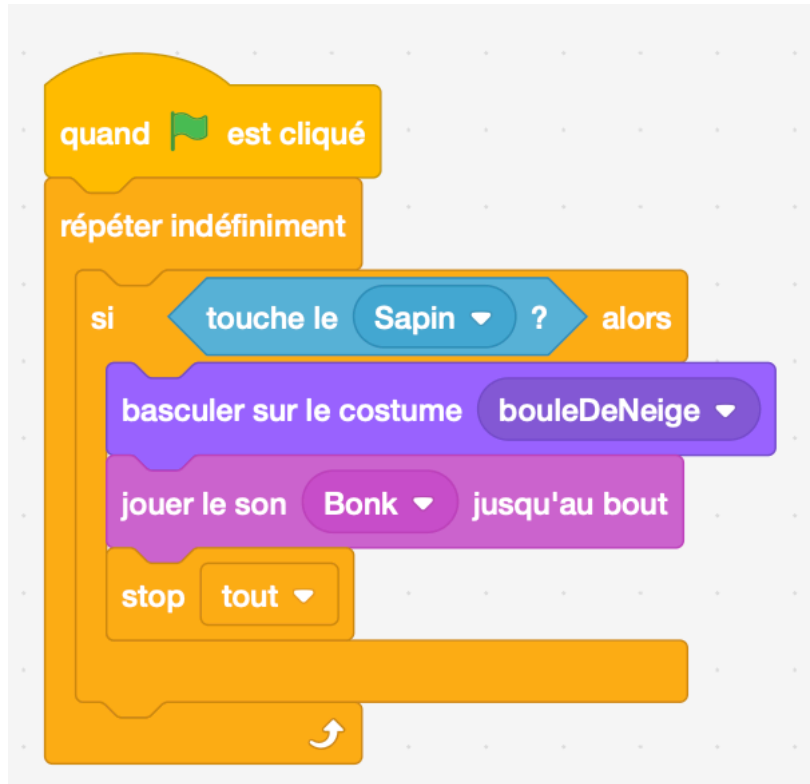 quand est cliqué
répéter indéfiniment
si touche le Sapin ? alors
basculer sur le costume bouleDeNeige
jouer le son Bonk jusqu'au bout
stop tout